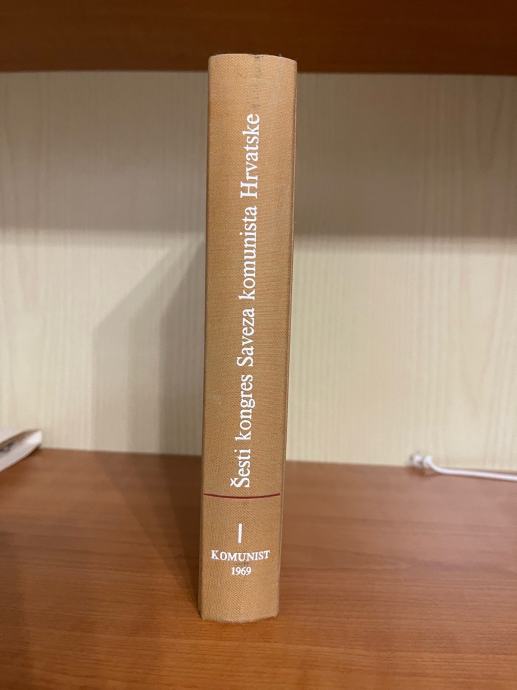 Šesti kongres Saveza komunista Hrvatske
I
KOMUNIST
1969